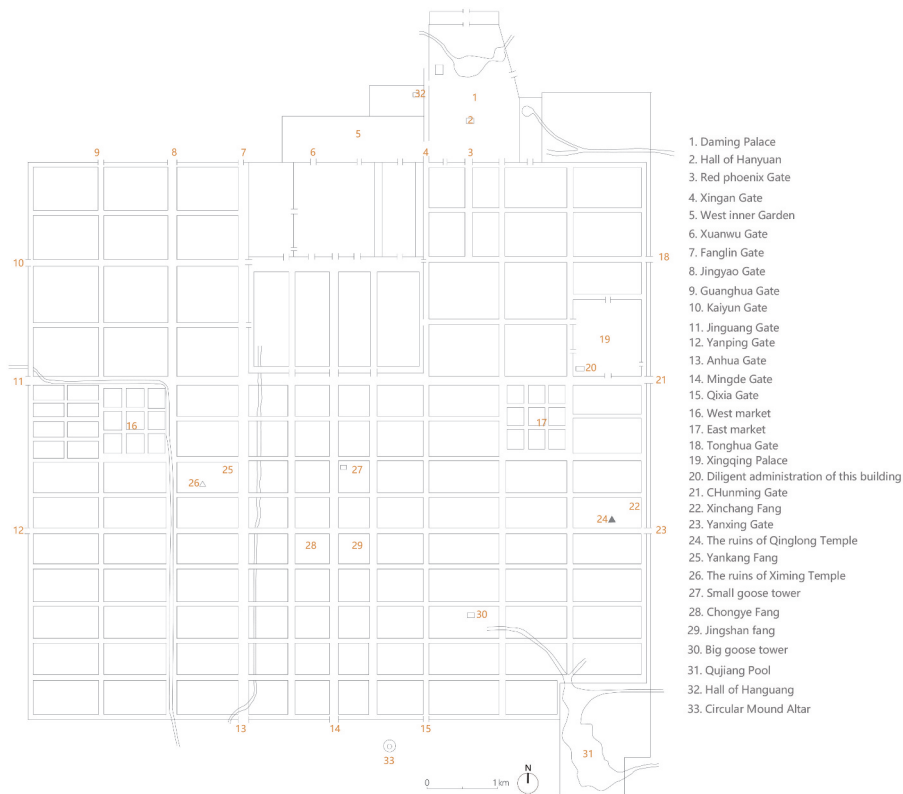 32
1
2
5
9
8
7
6
4
3
10
18
19
20
11
21
16
17
25
26
27
22
24
12
28
29
23
30
13
14
15
33
31
0
1 km
N
1. Daming Palace
2. Hall of Hanyuan
3. Red phoenix Gate
4. Xingan Gate
5. West inner Garden
6. Xuanwu Gate
7. Fanglin Gate
8. Jingyao Gate
9. Guanghua Gate
10. Kaiyun Gate
11. Jinguang Gate
12. Yanping Gate
13. Anhua Gate
14. Mingde Gate
15. Qixia Gate
16. West market
17. East market
18. Tonghua Gate
19. Xingqing Palace
20. Diligent administration of this building
21. CHunming Gate
22. Xinchang Fang
23. Yanxing Gate
24. The ruins of Qinglong Temple
25. Yankang Fang
26. The ruins of Ximing Temple
27. Small goose tower
28. Chongye Fang
29. Jingshan fang
30. Big goose tower
31. Qujiang Pool
32. Hall of Hanguang
33. Circular Mound Altar